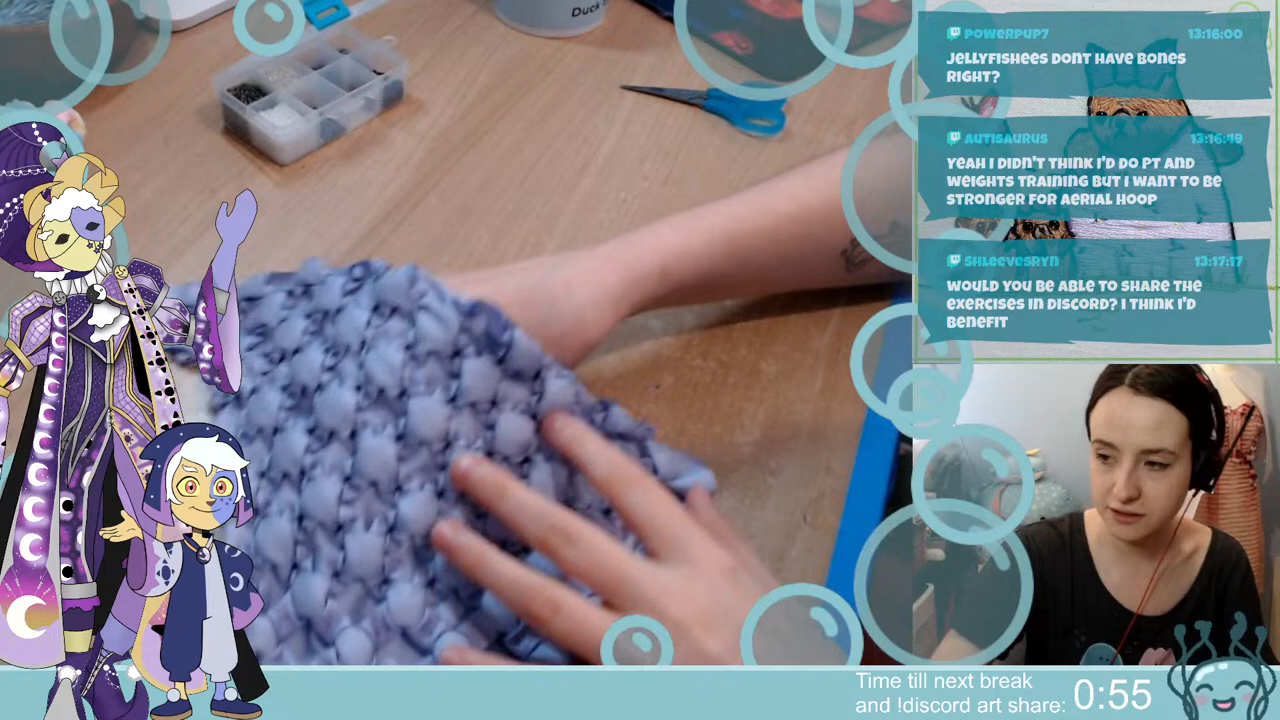 Duck
POWERPUP7 13:16:00
JELLYFISHEES DONT HAVE BONES
RIGHT?
AUTISAURUS 13:16:49
YEAH I DIDN'T THINK I'D DO PT AND
WEIGHTS TRAINING BUT I WANT TO BE
STRONGER FOR AERIAL HOOP
SHLEEVESRYN 13:17:17
WOULD YOU BE ABLE TO SHARE THE
EXERCISES IN DISCORD? I THINK I'D
BENEFIT
Time till next break
and !discord art share: 0:55